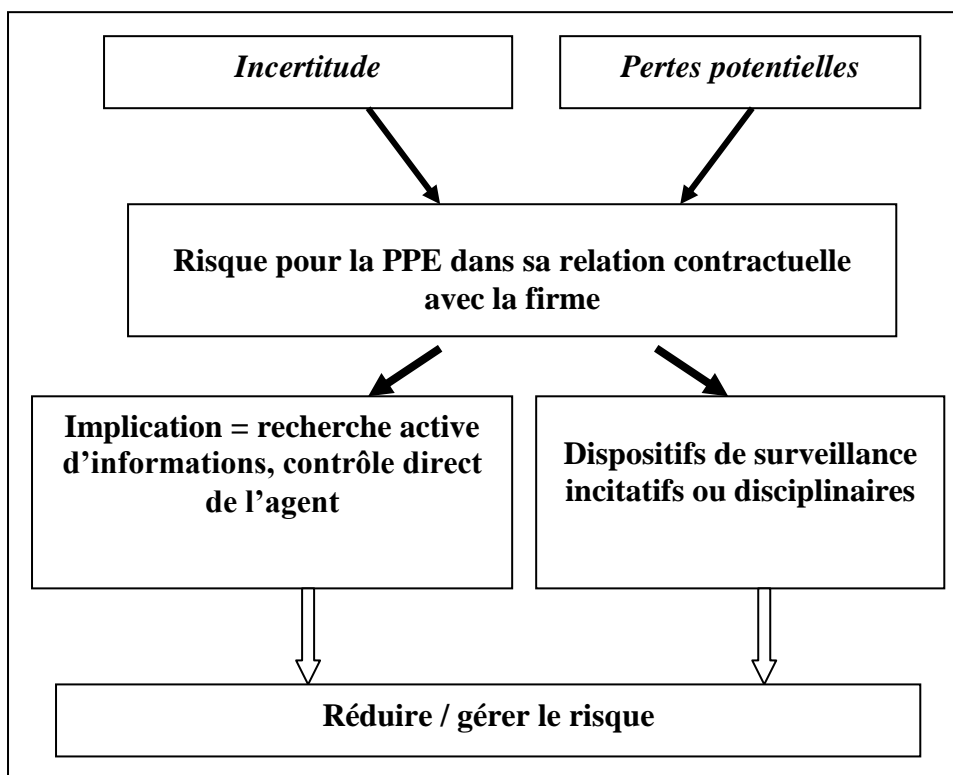 Incertitude
Pertes potentielles
Risque pour la PPE dans sa relation contractuelle
avec la firme
Implication = recherche active
d’informations, contrôle direct
de l’agent
Dispositifs de surveillance
incitatifs ou disciplinaires
Réduire / gérer le risque